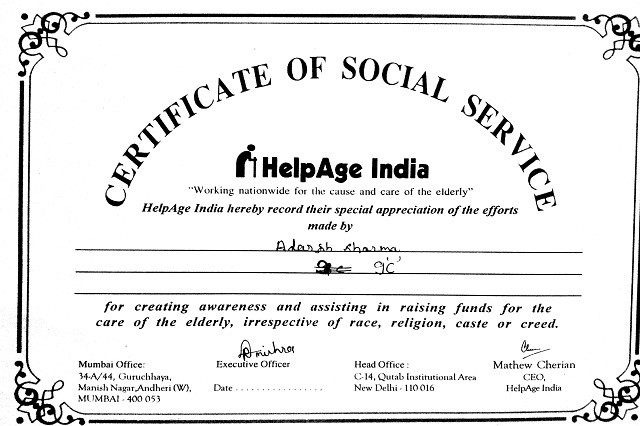 CERTIFICATE OF SOCIAL SERVICE
HelpAge India
"Working nationwide for the cause and care of the elderly"
HelpAge India hereby record their special appreciation of the efforts
made by
Adarsh sharma
9'c'
for creating awareness and assisting in raising funds for the
care of the elderly, irrespective of race, religion, caste or creed.
Mumbai Office:
34-A/44, Guruchhaya,
Manish Nagar,Andheri (W),
MUMBAI - 400 053
Executive Officer
Date . . . . . . . . . . . . . . . .
Head Office :
C-14, Qutab Institutional Area
New Delhi - 110 016
Mathew Cherian
CEO,
HelpAge India